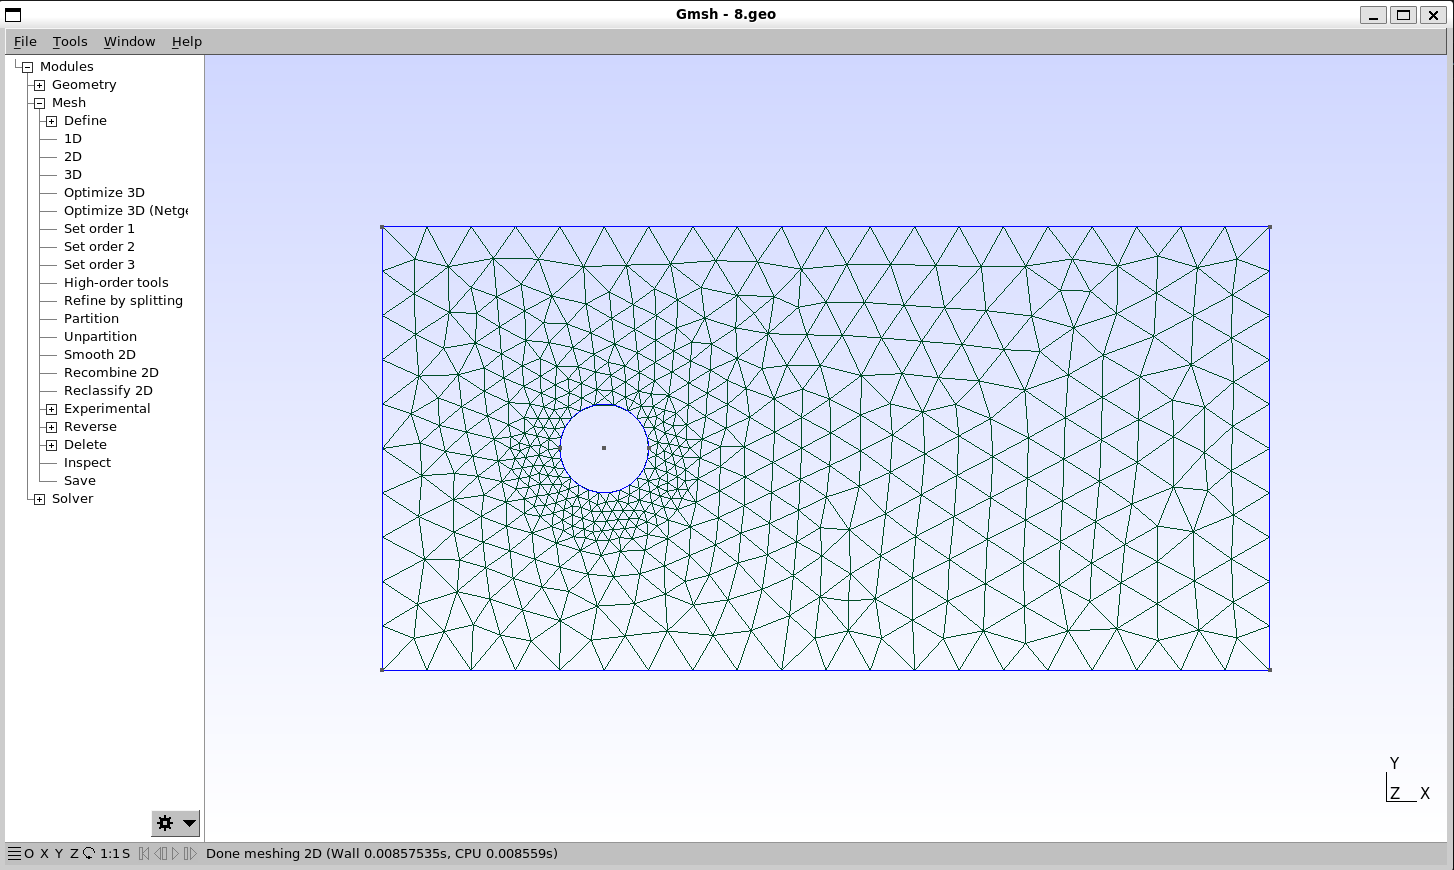 Gmsh - 8.geo
File Tools Window Help
Modules
Geometry
Mesh
Define
1D
2D
3D
Optimize 3D
Optimize 3D (Netge
Set order 1
Set order 2
Set order 3
High-order tools
Refine by splitting
Partition
Unpartition
Smooth 2D
Recombine 2D
Reclassify 2D
Experimental
Reverse
Delete
Inspect
Save
Solver
Y
Z X
O X Y Z 1:1 S Done meshing 2D (Wall 0.00857535s, CPU 0.008559s)